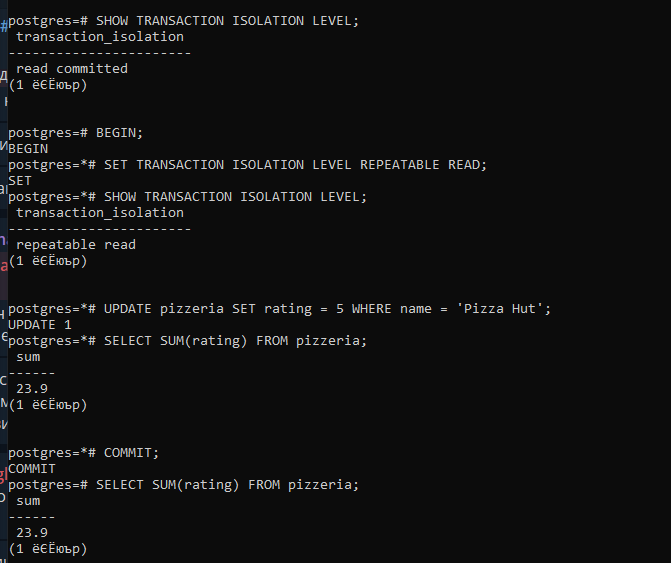 postgres=# SHOW TRANSACTION ISOLATION LEVEL;
transaction_isolation
-----------------------
read committed
(1 ёЄЁюър)
postgres=# BEGIN;
BEGIN
postgres=*# SET TRANSACTION ISOLATION LEVEL REPEATABLE READ;
SET
postgres=*# SHOW TRANSACTION ISOLATION LEVEL;
transaction_isolation
-----------------------
repeatable read
(1 ёЄЁюър)
postgres=*# UPDATE pizzeria SET rating = 5 WHERE name = 'Pizza Hut';
UPDATE 1
postgres=*# SELECT SUM(rating) FROM pizzeria;
sum
------
23.9
(1 ёЄЁюър)
postgres=*# COMMIT;
COMMIT
postgres=# SELECT SUM(rating) FROM pizzeria;
sum
------
23.9
(1 ёЄЁюър)